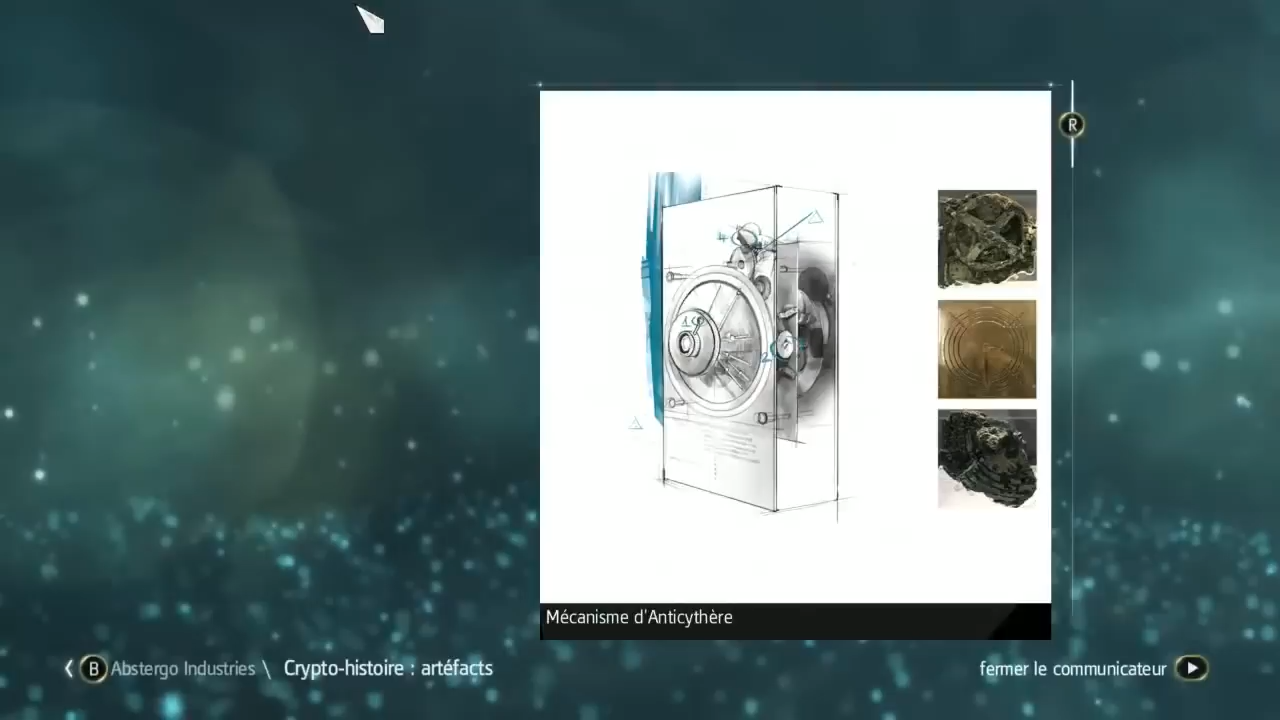 R
Mécanisme d'Anticythère
B Abstergo Industries \ Crypto-histoire : artéfacts
fermer le communicateur